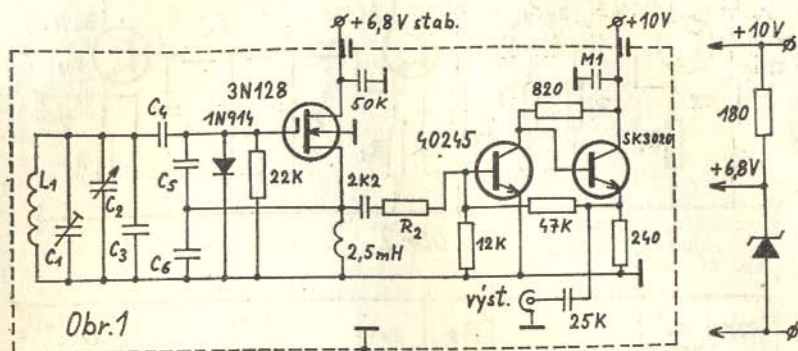 +6,8V stab.
+10V
+10V
3N128
50K
M1
820
C4
1N914
40245
SK3020
180
+6,8V
L1
C2
C5
22K
2K2
R2
47K
C1
C3
C6
2,5mH
12K
240
výst.
25K
Obr.1